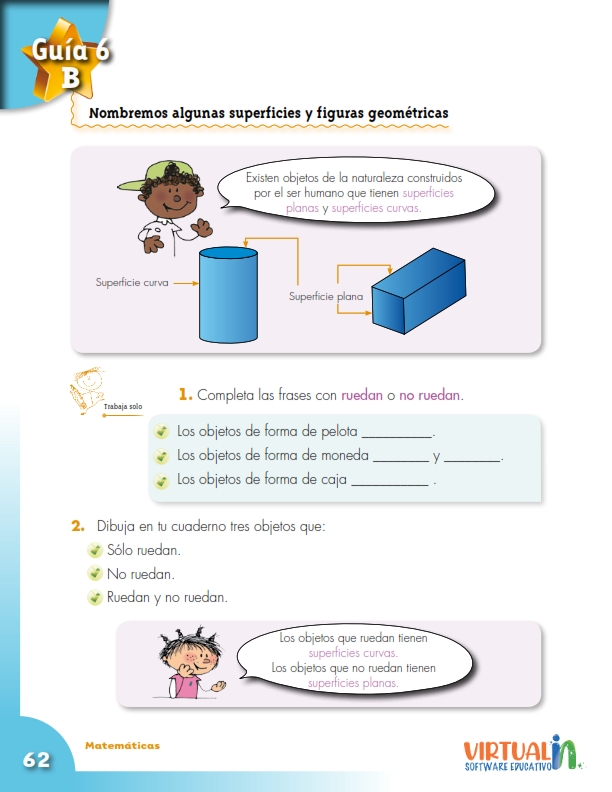 Guía 6
B
Nombremos algunas superficies y figuras geométricas
Existen objetos de la naturaleza construidos
por el ser humano que tienen superficies
planas y superficies curvas.
Superficie curva
Superficie plana
Trabaja solo
1. Completa las frases con ruedan o no ruedan.
Los objetos de forma de pelota __________.
Los objetos de forma de moneda ________ y ________.
Los objetos de forma de caja ___________ .
2. Dibuja en tu cuaderno tres objetos que:
Sólo ruedan.
No ruedan.
Ruedan y no ruedan.
Los objetos que ruedan tienen
superficies curvas.
Los objetos que no ruedan tienen
superficies planas.
62
Matemáticas
VIRTUAL in
SOFTWARE EDUCATIVO